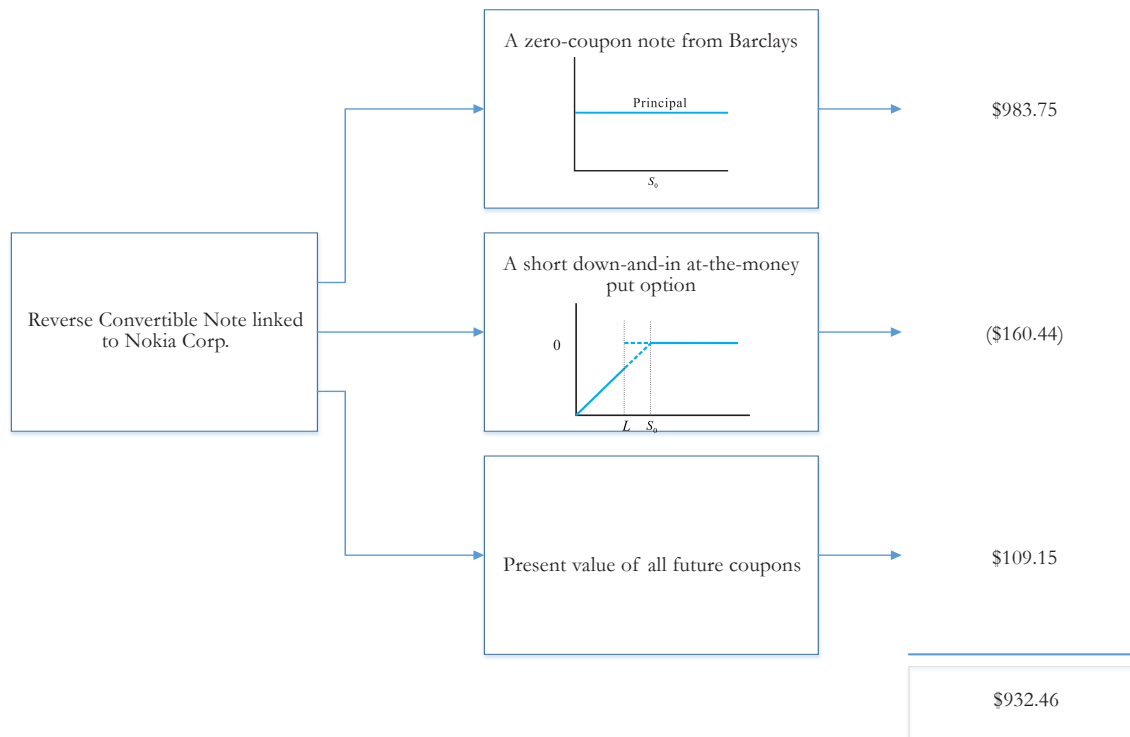 A zero-coupon note from Barclays
Principal
S₀
$983.75
Reverse Convertible Note linked
to Nokia Corp.
A short down-and-in at-the-money
put option
0
L S₀
($160.44)
Present value of all future coupons
$109.15
$932.46